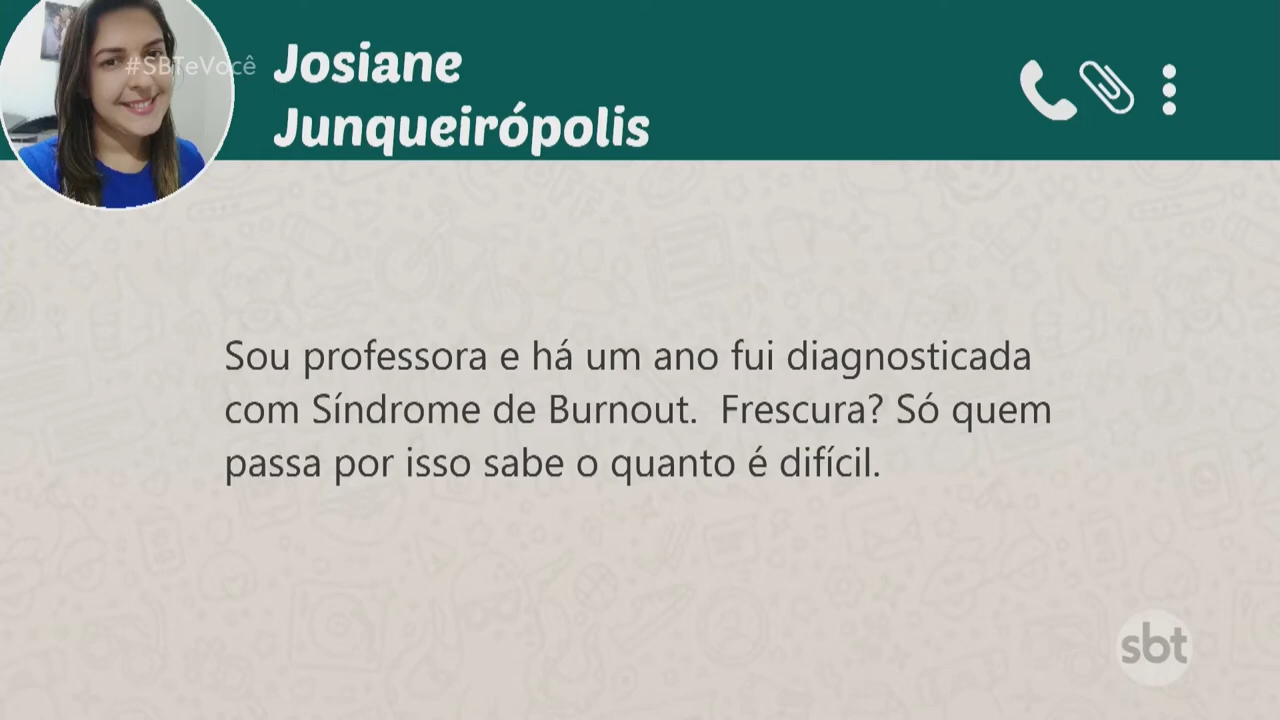 #SBTeVocê
Josiane
Junqueirópolis
Sou professora e há um ano fui diagnosticada
com Síndrome de Burnout.  Frescura? Só quem
passa por isso sabe o quanto é difícil.
sbt